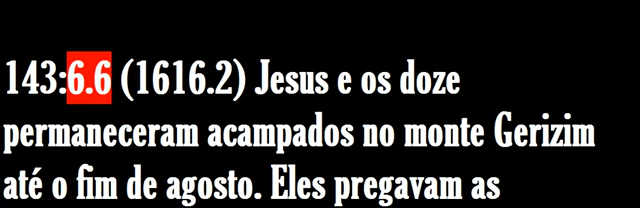 143:6.6 (1616.2) Jesus e os doze
permaneceram acampados no monte Gerizim
até o fim de agosto. Eles pregavam as